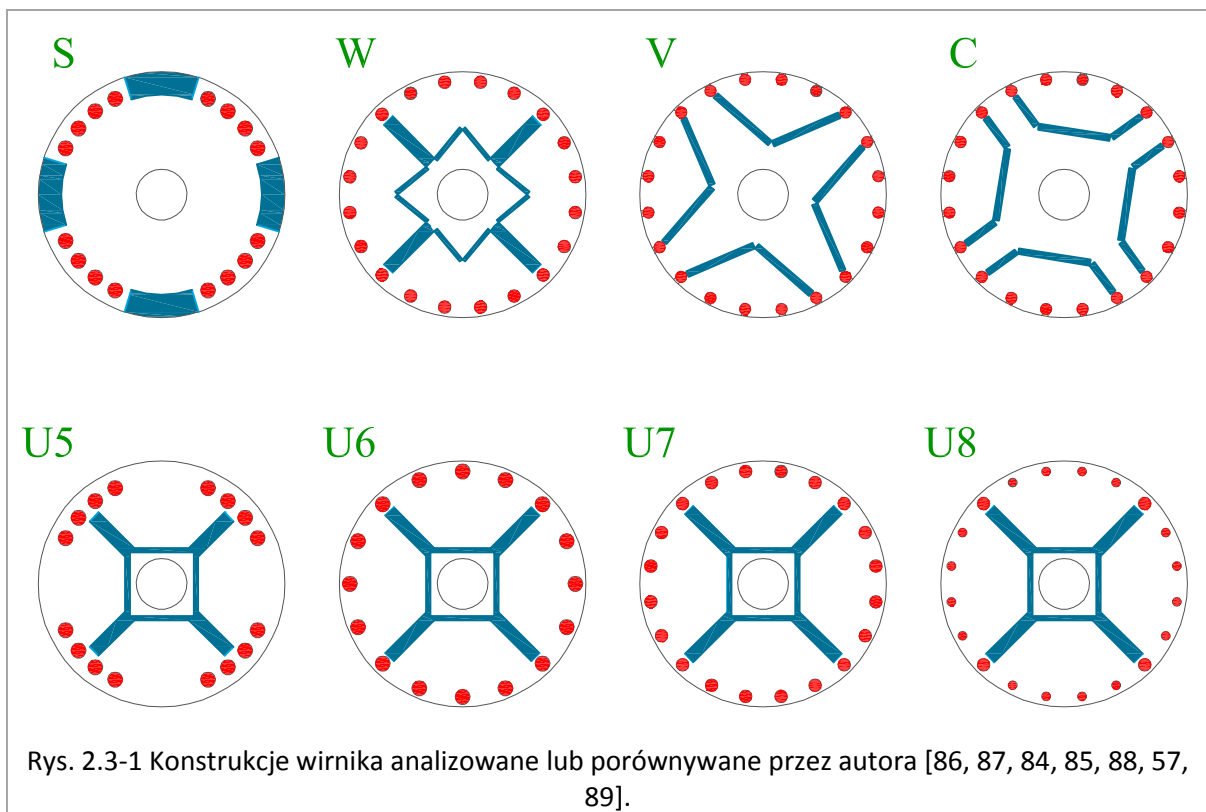 S W V C
U5 U6 U7 U8
Rys. 2.3-1 Konstrukcje wirnika analizowane lub porównywane przez autora [86, 87, 84, 85, 88, 57,
89].